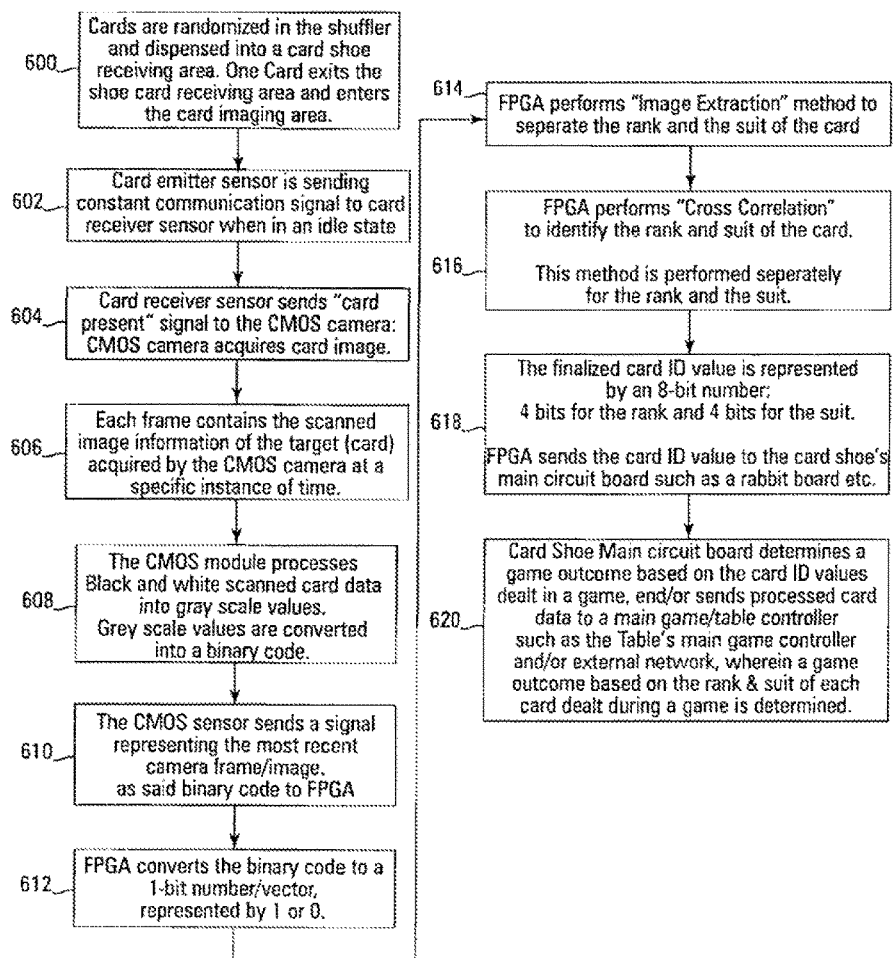 600
Cards are randomized in the shuffler
and dispensed into a card shoe
receiving area. One Card exits the
shoe card receiving area and enters
the card imaging area.
602
Card emitter sensor is sending
constant communication signal to card
receiver sensor when in an idle state
604
Card receiver sensor sends "card
present" signal to the CMOS camera:
CMOS camera acquires card image.
606
Each frame contains the scanned
image information of the target (card)
acquired by the CMOS camera at a
specific instance of time.
608
The CMOS module processes
Black and white scanned card data
into gray scale values.
Grey scale values are converted
into a binary code.
610
The CMOS sensor sends a signal
representing the most recent
camera frame/image,
as said binary code to FPGA
612
FPGA converts the binary code to a
1-bit number/vector,
represented by 1 or 0.
614
FPGA performs "Image Extraction" method to
seperate the rank and the suit of the card
616
FPGA performs "Cross Correlation"
to identify the rank and suit of the card.
This method is performed seperately
for the rank and the suit.
618
The finalized card ID value is represented
by an 8-bit number;
4 bits for the rank and 4 bits for the suit.
FPGA sends the card ID value to the card shoe's
main circuit board such as a rabbit board etc.
620
Card Shoe Main circuit board determines a
game outcome based on the card ID values
dealt in a game, end/or sends processed card
data to a main game/table controller
such as the Table's main game controller
and/or external network, wherein a game
outcome based on the rank & suit of each
card dealt during a game is determined.